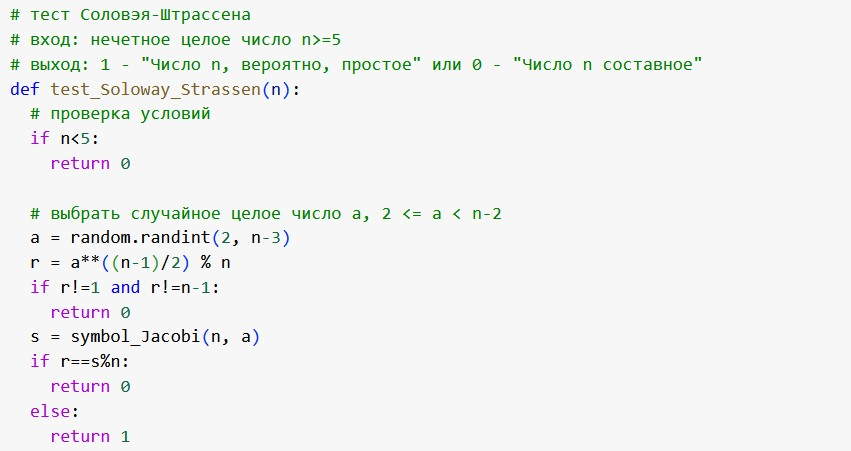 # тест Соловэя-Штрассена
# вход: нечетное целое число n>=5
# выход: 1 - "Число n, вероятно, простое" или 0 - "Число n составное"
def test_Soloway_Strassen(n):
  # проверка условий
  if n<5:
    return 0

  # выбрать случайное целое число a, 2 <= a < n-2
  a = random.randint(2, n-3)
  r = a**((n-1)/2) % n
  if r!=1 and r!=n-1:
    return 0
  s = symbol_Jacobi(n, a)
  if r==s%n:
    return 0
  else:
    return 1